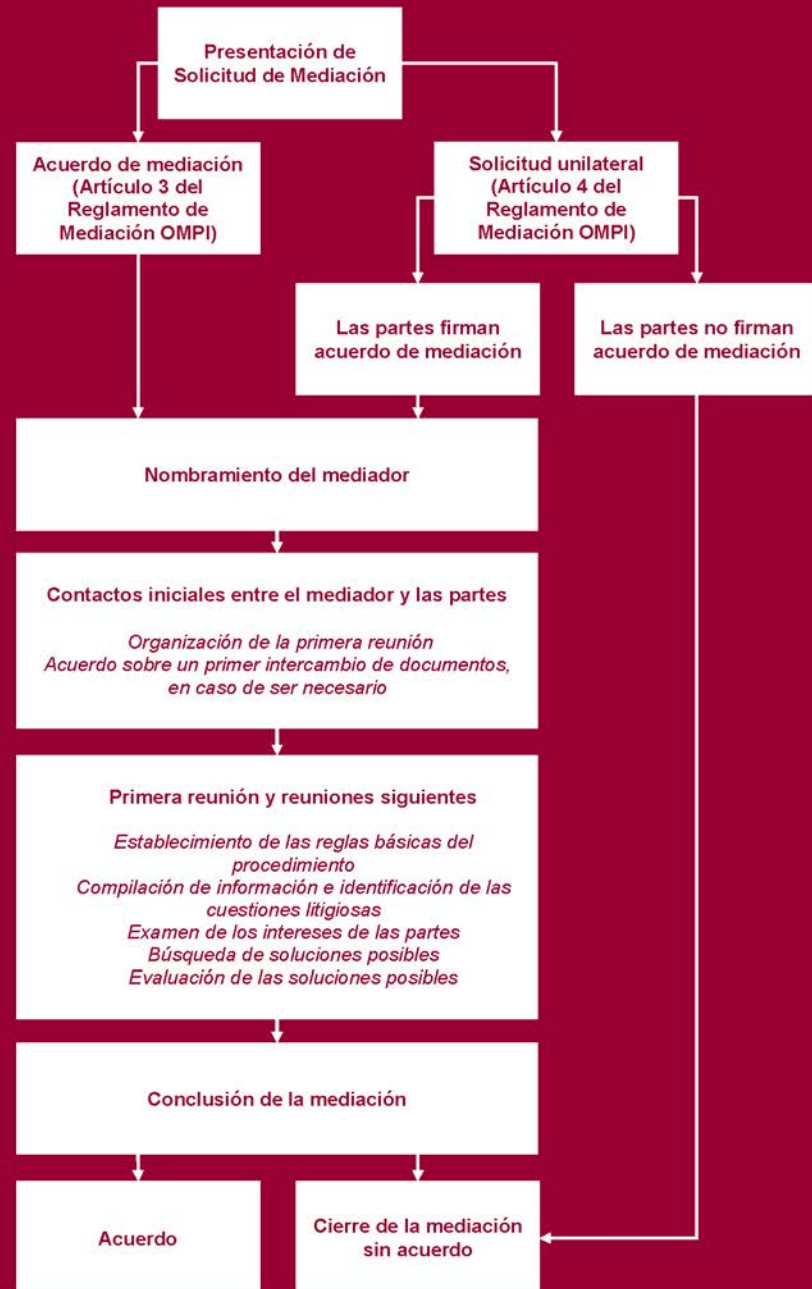 Presentación de
Solicitud de Mediación
Acuerdo de mediación
(Artículo 3 del
Reglamento de
Mediación OMPI)
Solicitud unilateral
(Artículo 4 del
Reglamento de
Mediación OMPI)
Las partes firman
acuerdo de mediación
Las partes no firman
acuerdo de mediación
Nombramiento del mediador
Contactos iniciales entre el mediador y las partes
Organización de la primera reunión
Acuerdo sobre un primer intercambio de documentos,
en caso de ser necesario
Primera reunión y reuniones siguientes
Establecimiento de las reglas básicas del
procedimiento
Compilación de información e identificación de las
cuestiones litigiosas
Examen de los intereses de las partes
Búsqueda de soluciones posibles
Evaluación de las soluciones posibles
Conclusión de la mediación
Acuerdo
Cierre de la mediación
sin acuerdo